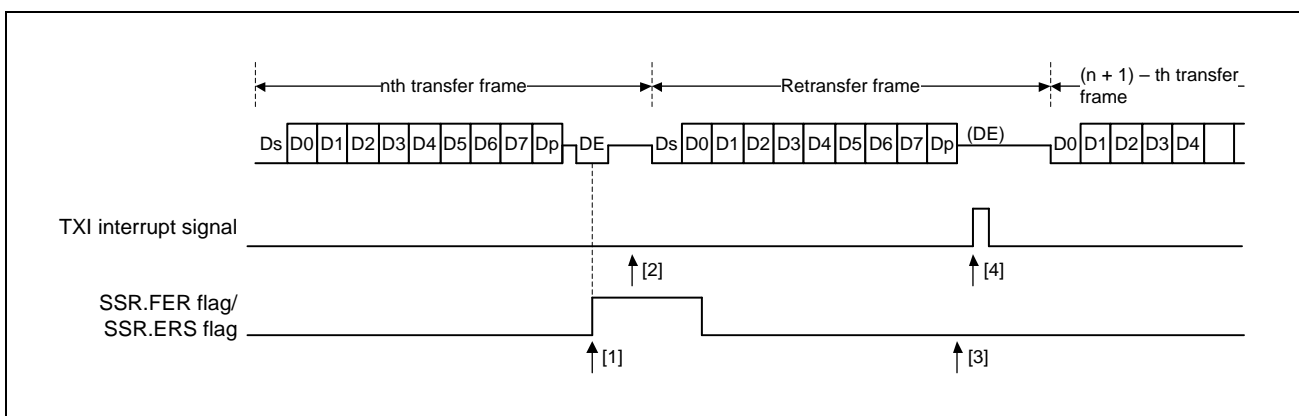 nth transfer frame Retransfer frame (n + 1) – th transfer
frame
Ds D0 D1 D2 D3 D4 D5 D6 D7 Dp DE Ds D0 D1 D2 D3 D4 D5 D6 D7 Dp (DE) D0 D1 D2 D3 D4
TXI interrupt signal
[2] [4]
SSR.FER flag/
SSR.ERS flag
[1] [3]